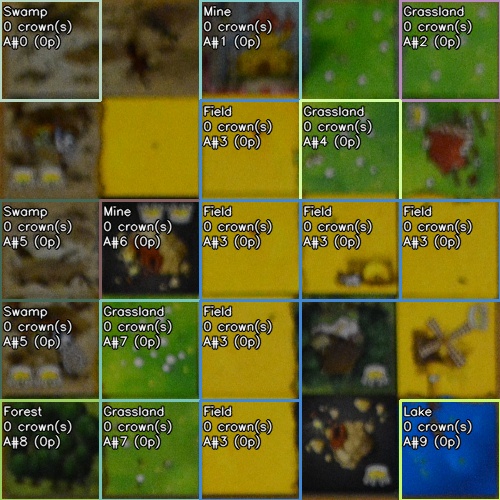 Swamp
0 crown(s)
A#0 (0p)
Mine
0 crown(s)
A#1 (0p)
Grassland
0 crown(s)
A#2 (0p)
Field
0 crown(s)
A#3 (0p)
Grassland
0 crown(s)
A#4 (0p)
Swamp
0 crown(s)
A#5 (0p)
Mine
0 crown(s)
A#6 (0p)
Field
0 crown(s)
A#3 (0p)
Field
0 crown(s)
A#3 (0p)
Field
0 crown(s)
A#3 (0p)
Swamp
0 crown(s)
A#5 (0p)
Grassland
0 crown(s)
A#7 (0p)
Field
0 crown(s)
A#3 (0p)
Forest
0 crown(s)
A#8 (0p)
Grassland
0 crown(s)
A#7 (0p)
Field
0 crown(s)
A#3 (0p)
Lake
0 crown(s)
A#9 (0p)